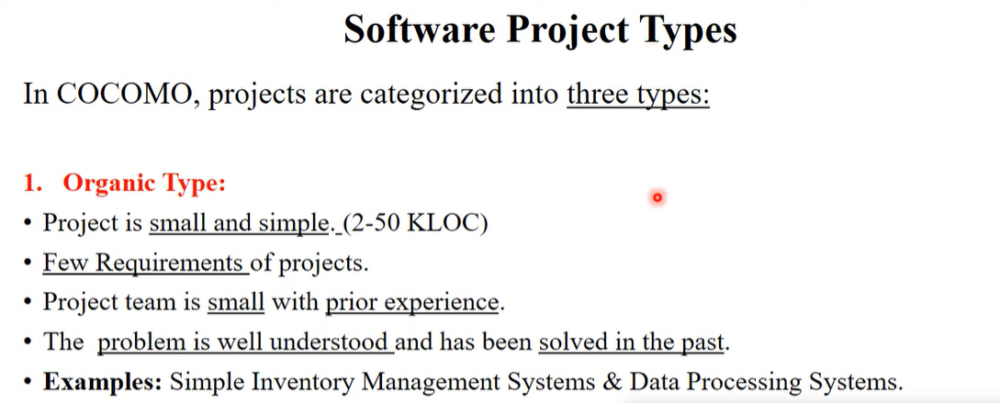 Software Project Types
In COCOMO, projects are categorized into three types:
1. Organic Type:
• Project is small and simple. (2-50 KLOC)
• Few Requirements of projects.
• Project team is small with prior experience.
• The problem is well understood and has been solved in the past.
• Examples: Simple Inventory Management Systems & Data Processing Systems.